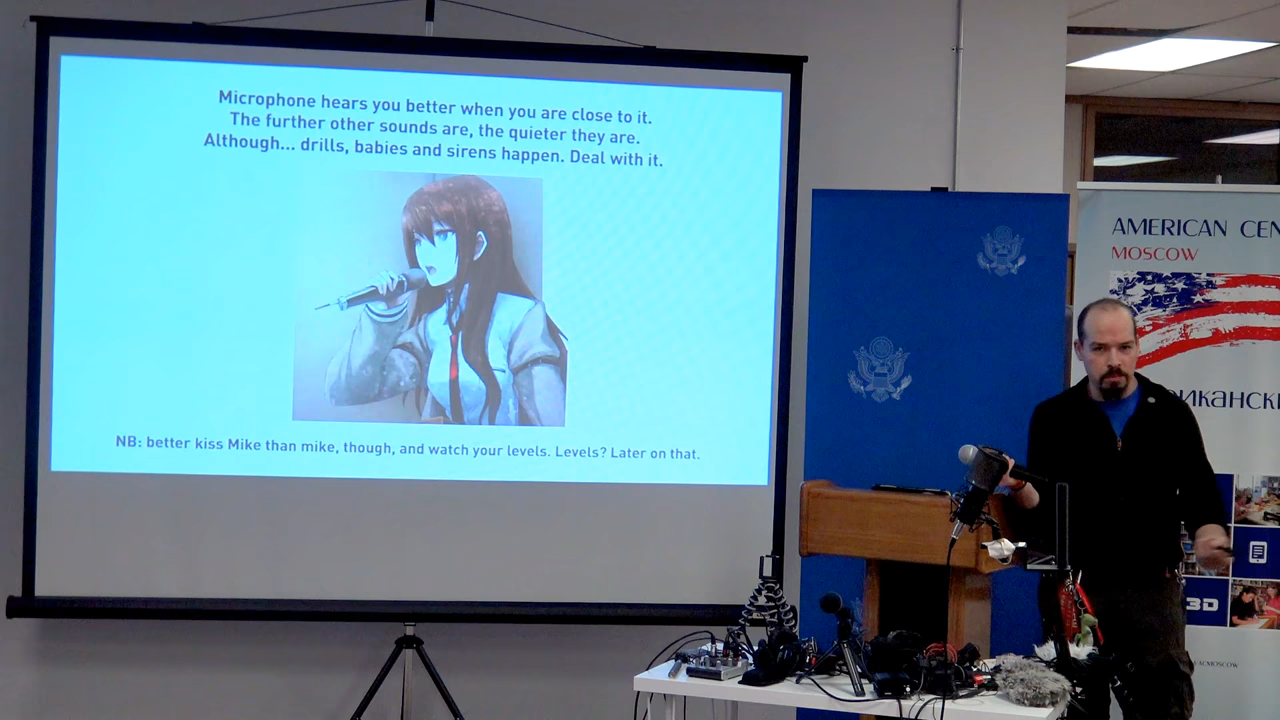 Microphone hears you better when you are close to it.
The further other sounds are, the quieter they are.
Although... drills, babies and sirens happen. Deal with it.
NB: better kiss Mike than mike, though, and watch your levels. Levels? Later on that.
AMERICAN CEN
MOSCOW
ИКАНСК
3D